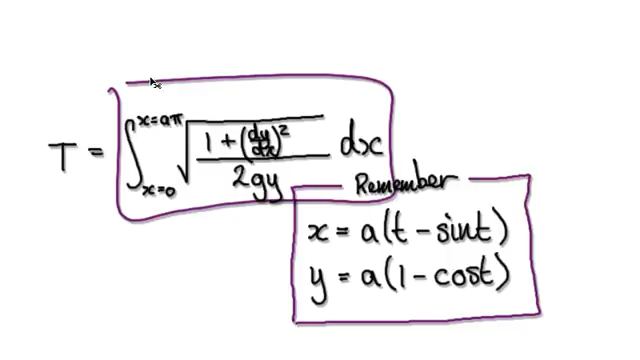 T = ∫_{x=0}^{x=aπ} √((1 + (dy/dx)²)/(2gy)) dx
Remember
x = a(t - sint)
y = a(1 - cost)